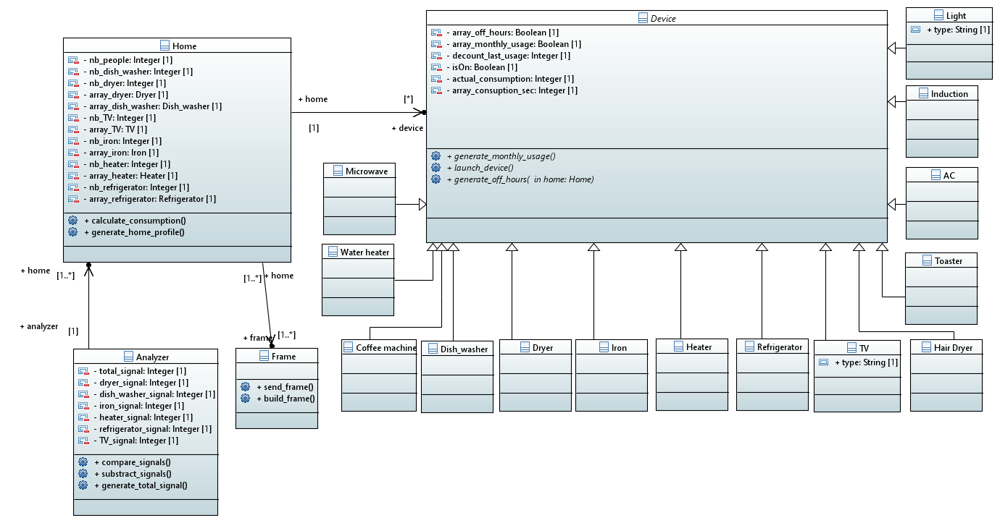 Home
- nb_people: Integer [1]
- nb_dish_washer: Integer [1]
- nb_dryer: Integer [1]
- array_dryer: Dryer [1]
- array_dish_washer: Dish_washer [1]
- nb_TV: Integer [1]
- array_TV: TV [1]
- nb_iron: Integer [1]
- array_iron: Iron [1]
- nb_heater: Integer [1]
- array_heater: Heater [1]
- nb_refrigerator: Integer [1]
- array_refrigerator: Refrigerator [1]
+ calculate_consumption()
+ generate_home_profile()
+ home
[*]
[1]
+ device
Device
- array_off_hours: Boolean [1]
- array_monthly_usage: Boolean [1]
- decount_last_usage: Integer [1]
- isOn: Boolean [1]
- actual_consumption: Integer [1]
- array_consuption_sec: Integer [1]
+ generate_monthly_usage()
+ launch_device()
+ generate_off_hours( in home: Home)
Light
+ type: String [1]
Induction
AC
Toaster
Microwave
Water heater
+ home
[1..*]
[1..*]
+ home
+ analyzer
[1]
+ frame
[1..*]
Analyzer
- total_signal: Integer [1]
- dryer_signal: Integer [1]
- dish_washer_signal: Integer [1]
- iron_signal: Integer [1]
- heater_signal: Integer [1]
- refrigerator_signal: Integer [1]
- TV_signal: Integer [1]
+ compare_signals()
+ substract_signals()
+ generate_total_signal()
Frame
+ send_frame()
+ build_frame()
Coffee machine
Dish_washer
Dryer
Iron
Heater
Refrigerator
TV
+ type: String [1]
Hair Dryer